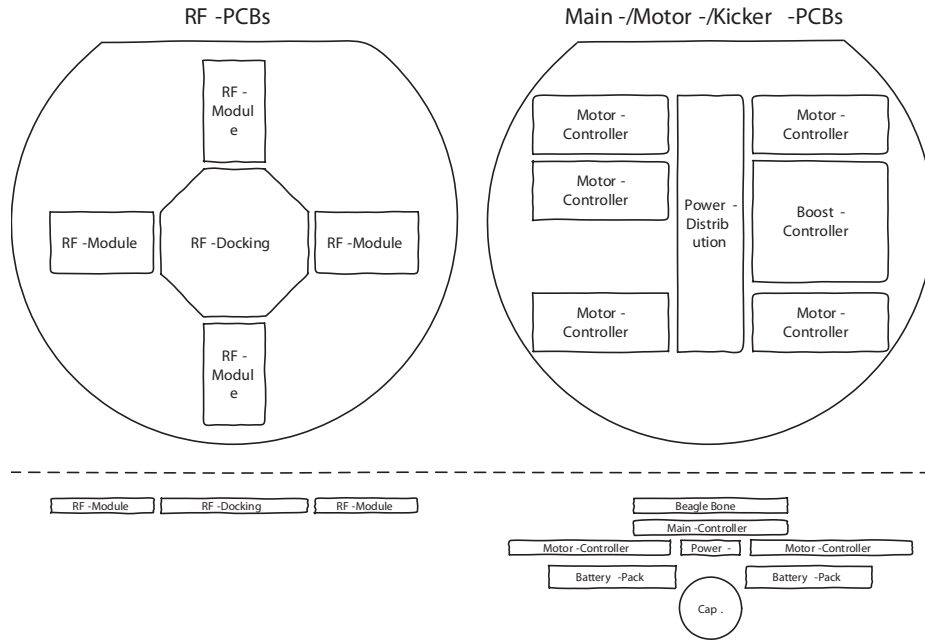 RF -PCBs
Main -/Motor -/Kicker -PCBs
RF -
Modul
e
RF -Module
RF -Docking
RF -Module
RF -
Modul
e
Motor -
Controller
Motor -
Controller
Motor -
Controller
Power -
Distrib
ution
Boost -
Controller
Motor -
Controller
Motor -
Controller
RF -Module
RF -Docking
RF -Module
Beagle Bone
Main -Controller
Motor -Controller
Power -
Motor -Controller
Battery -Pack
Battery -Pack
Cap .